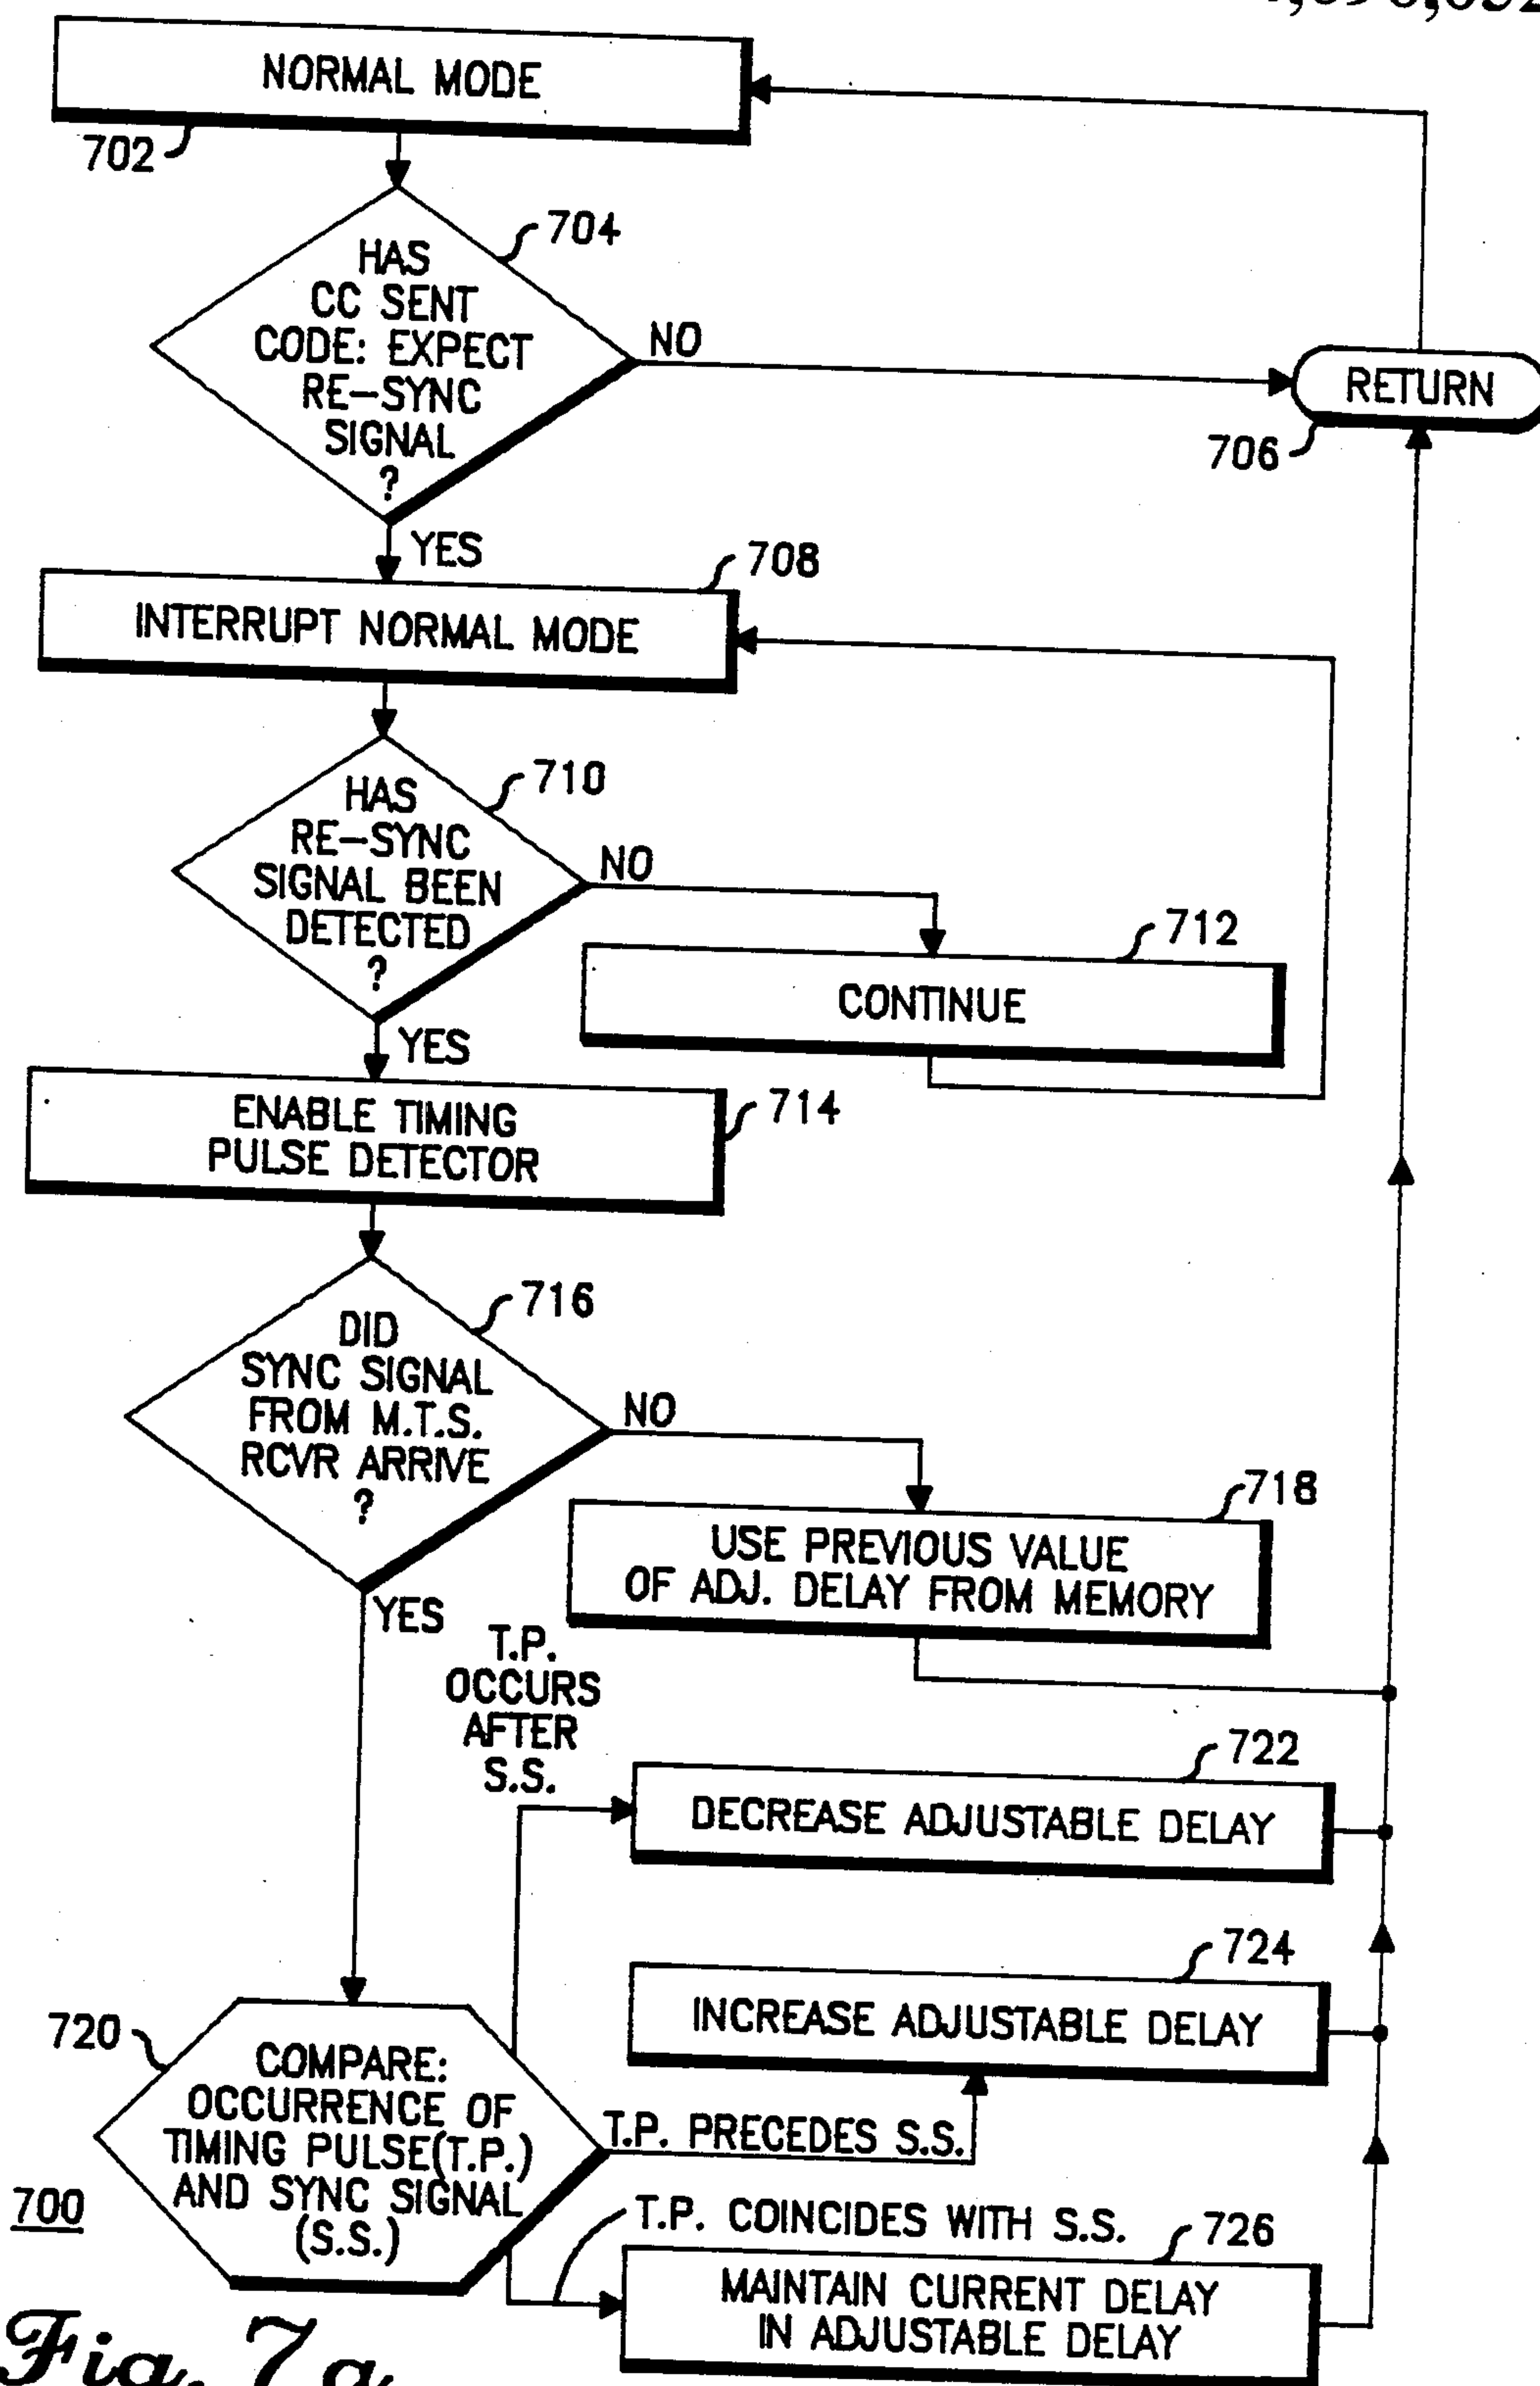 NORMAL MODE
702
704
HAS
CC SENT
CODE: EXPECT
RE-SYNC
SIGNAL
?
NO
RETURN
706
YES
708
INTERRUPT NORMAL MODE
710
HAS
RE-SYNC
SIGNAL BEEN
DETECTED
?
NO
712
CONTINUE
YES
714
ENABLE TIMING
PULSE DETECTOR
716
DID
SYNC SIGNAL
FROM M.T.S.
RCVR ARRIVE
?
NO
718
USE PREVIOUS VALUE
OF ADJ. DELAY FROM MEMORY
YES
T.P.
OCCURS
AFTER
S.S.
722
DECREASE ADJUSTABLE DELAY
724
INCREASE ADJUSTABLE DELAY
720
COMPARE:
OCCURRENCE OF
TIMING PULSE(T.P.)
AND SYNC SIGNAL
(S.S.)
T.P. PRECEDES S.S.
700
T.P. COINCIDES WITH S.S.
726
MAINTAIN CURRENT DELAY
IN ADJUSTABLE DELAY
Fig. 7a